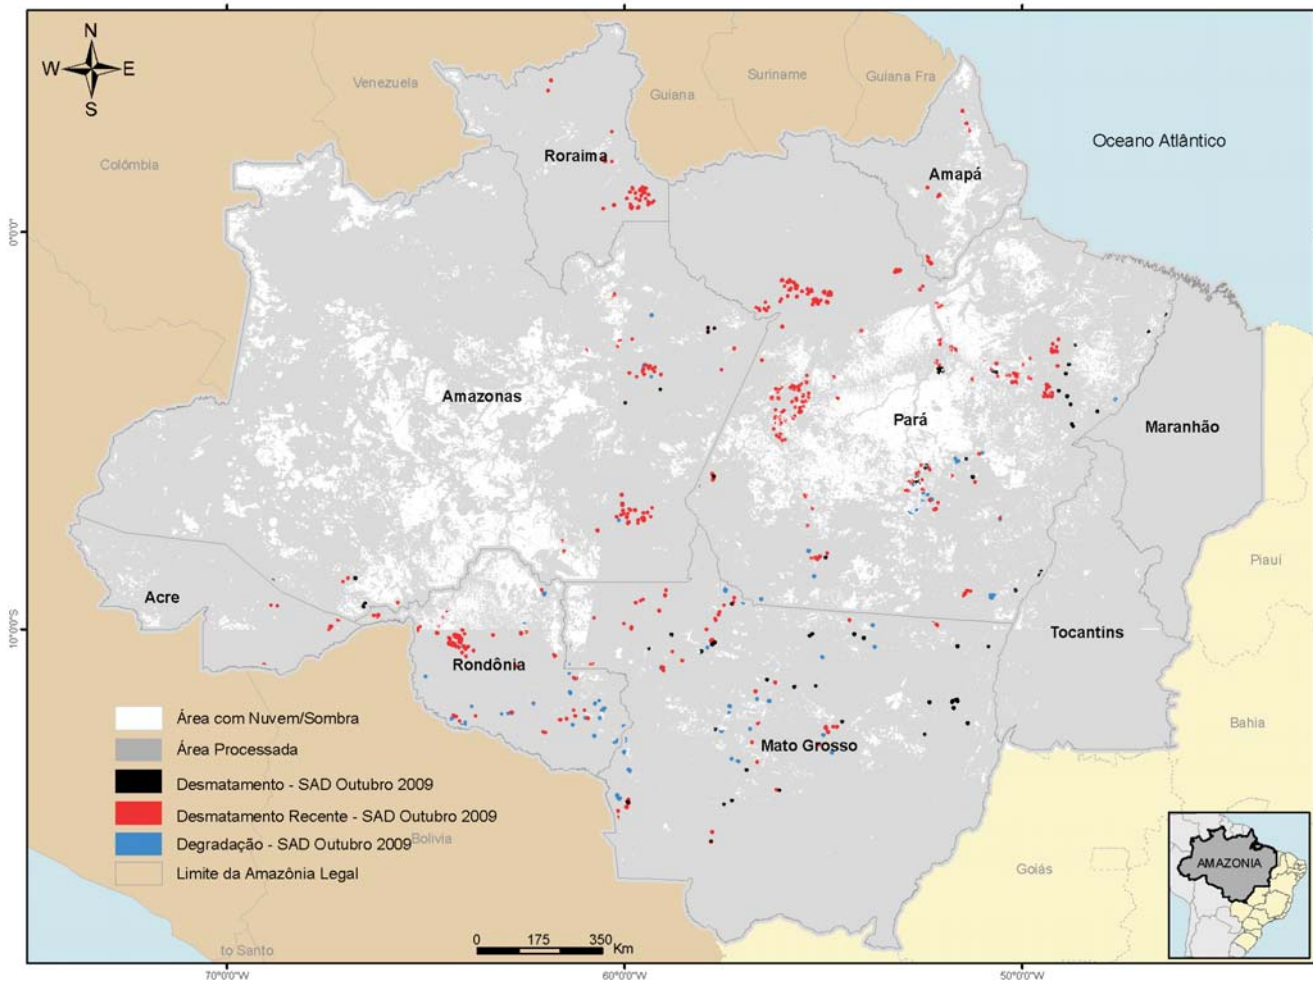 N
W E
S
Venezuela
Suriname
Guiana Fra
Guiana
Oceano Atlântico
Colômbia
Roraima
Amapá
0°0'0"
Amazonas
Pará
Maranhão
Piauí
Acre
10°0'0"S
Tocantins
Rondônia
Bahia
Mato Grosso
Área com Nuvem/Sombra
Área Processada
Desmatamento - SAD Outubro 2009
Desmatamento Recente - SAD Outubro 2009
Degradação - SAD Outubro 2009
Bolivia
Limite da Amazônia Legal
Goiás
AMAZONIA
to Santo
0 175 350
Km
70°0'0"W 60°0'0"W 50°0'0"W